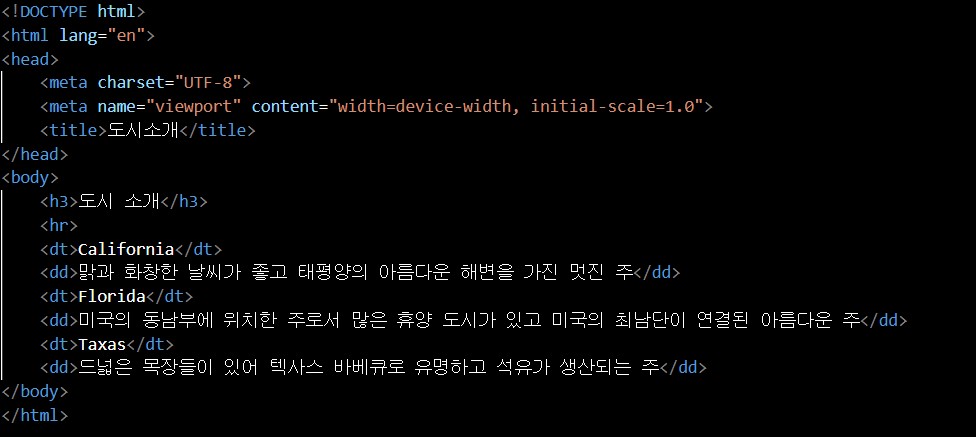 <!DOCTYPE html>
<html lang="en">
<head>
    <meta charset="UTF-8">
    <meta name="viewport" content="width=device-width, initial-scale=1.0">
    <title>도시소개</title>
</head>
<body>
    <h3>도시 소개</h3>
    <hr>
    <dt>California</dt>
    <dd>맑과 화창한 날씨가 좋고 태평양의 아름다운 해변을 가진 멋진 주</dd>
    <dt>Florida</dt>
    <dd>미국의 동남부에 위치한 주로서 많은 휴양 도시가 있고 미국의 최남단이 연결된 아름다운 주</dd>
    <dt>Taxas</dt>
    <dd>드넓은 목장들이 있어 텍사스 바베큐로 유명하고 석유가 생산되는 주</dd>
</body>
</html>